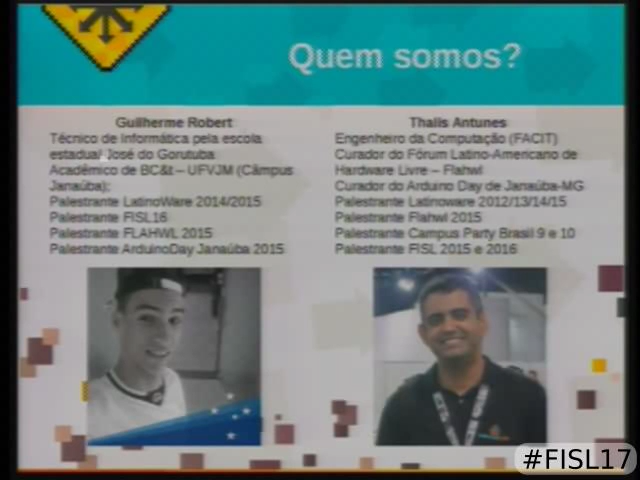 Quem somos?
Guilherme Robert
Técnico de Informática pela escola
estadual José do Gorutuba
Acadêmico de BC&t – UFVJM (Câmpus
Janaúba);
Palestrante LatinoWare 2014/2015
Palestrante FISL16
Palestrante FLAHWL 2015
Palestrante ArduinoDay Janaúba 2015
Thalis Antunes
Engenheiro da Computação (FACIT)
Curador do Fórum Latino-Americano de
Hardware Livre – Flahwl
Curador do Arduino Day de Janaúba-MG
Palestrante Latinoware 2012/13/14/15
Palestrante Flahwl 2015
Palestrante Campus Party Brasil 9 e 10
Palestrante FISL 2015 e 2016
#FISL17